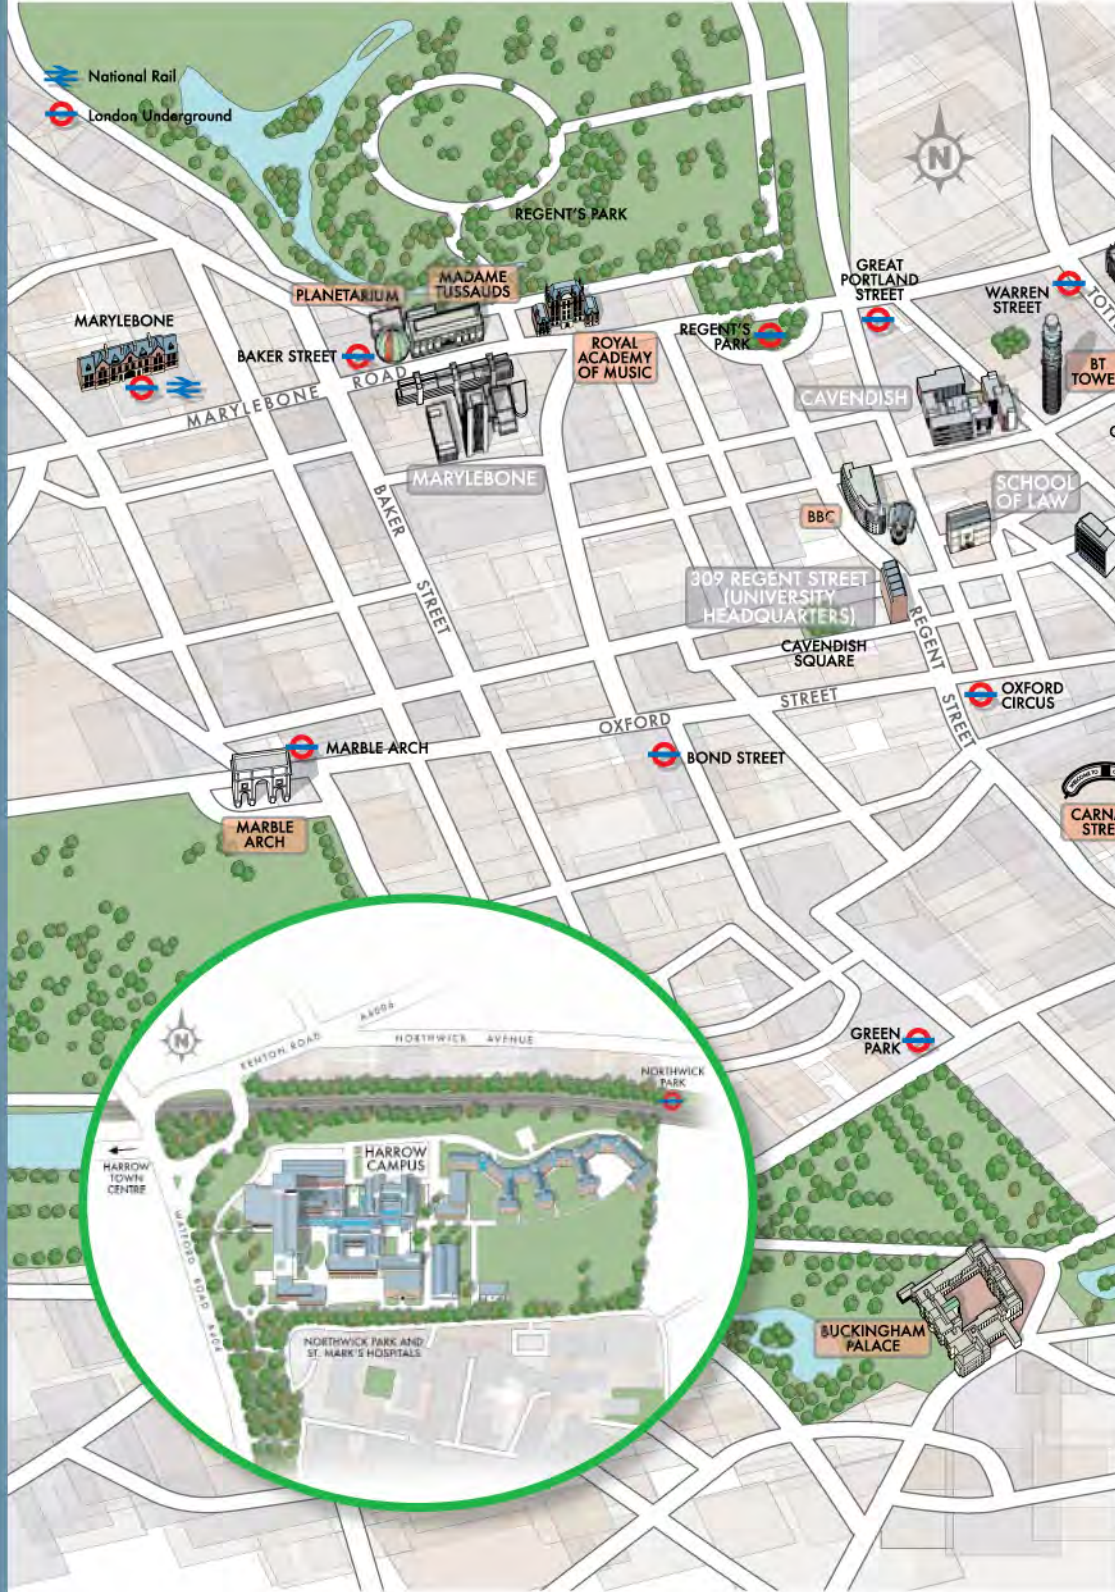 National Rail
London Underground
N
REGENT'S PARK
MADAME
TUSSAUDS
PLANETARIUM
GREAT
PORTLAND
STREET
WARREN
STREET
MARYLEBONE
BAKER STREET
REGENT'S
PARK
ROYAL
ACADEMY
OF MUSIC
BT
MARYLEBONE ROAD
CAVENDISH
MARYLEBONE
SCHOOL
OF LAW
BBC
BAKER STREET
309 REGENT STREET
(UNIVERSITY
HEADQUARTERS)
CAVENDISH
SQUARE
REGENT STREET
OXFORD STREET
OXFORD
CIRCUS
MARBLE ARCH
BOND STREET
WELCOME TO
MARBLE
ARCH
GREEN
PARK
N
KENTON ROAD
A4006
NORTHWICK AVENUE
NORTHWICK
PARK
HARROW
TOWN
CENTRE
HARROW
CAMPUS
WATFORD ROAD A404
NORTHWICK PARK AND
ST. MARK'S HOSPITALS
BUCKINGHAM
PALACE